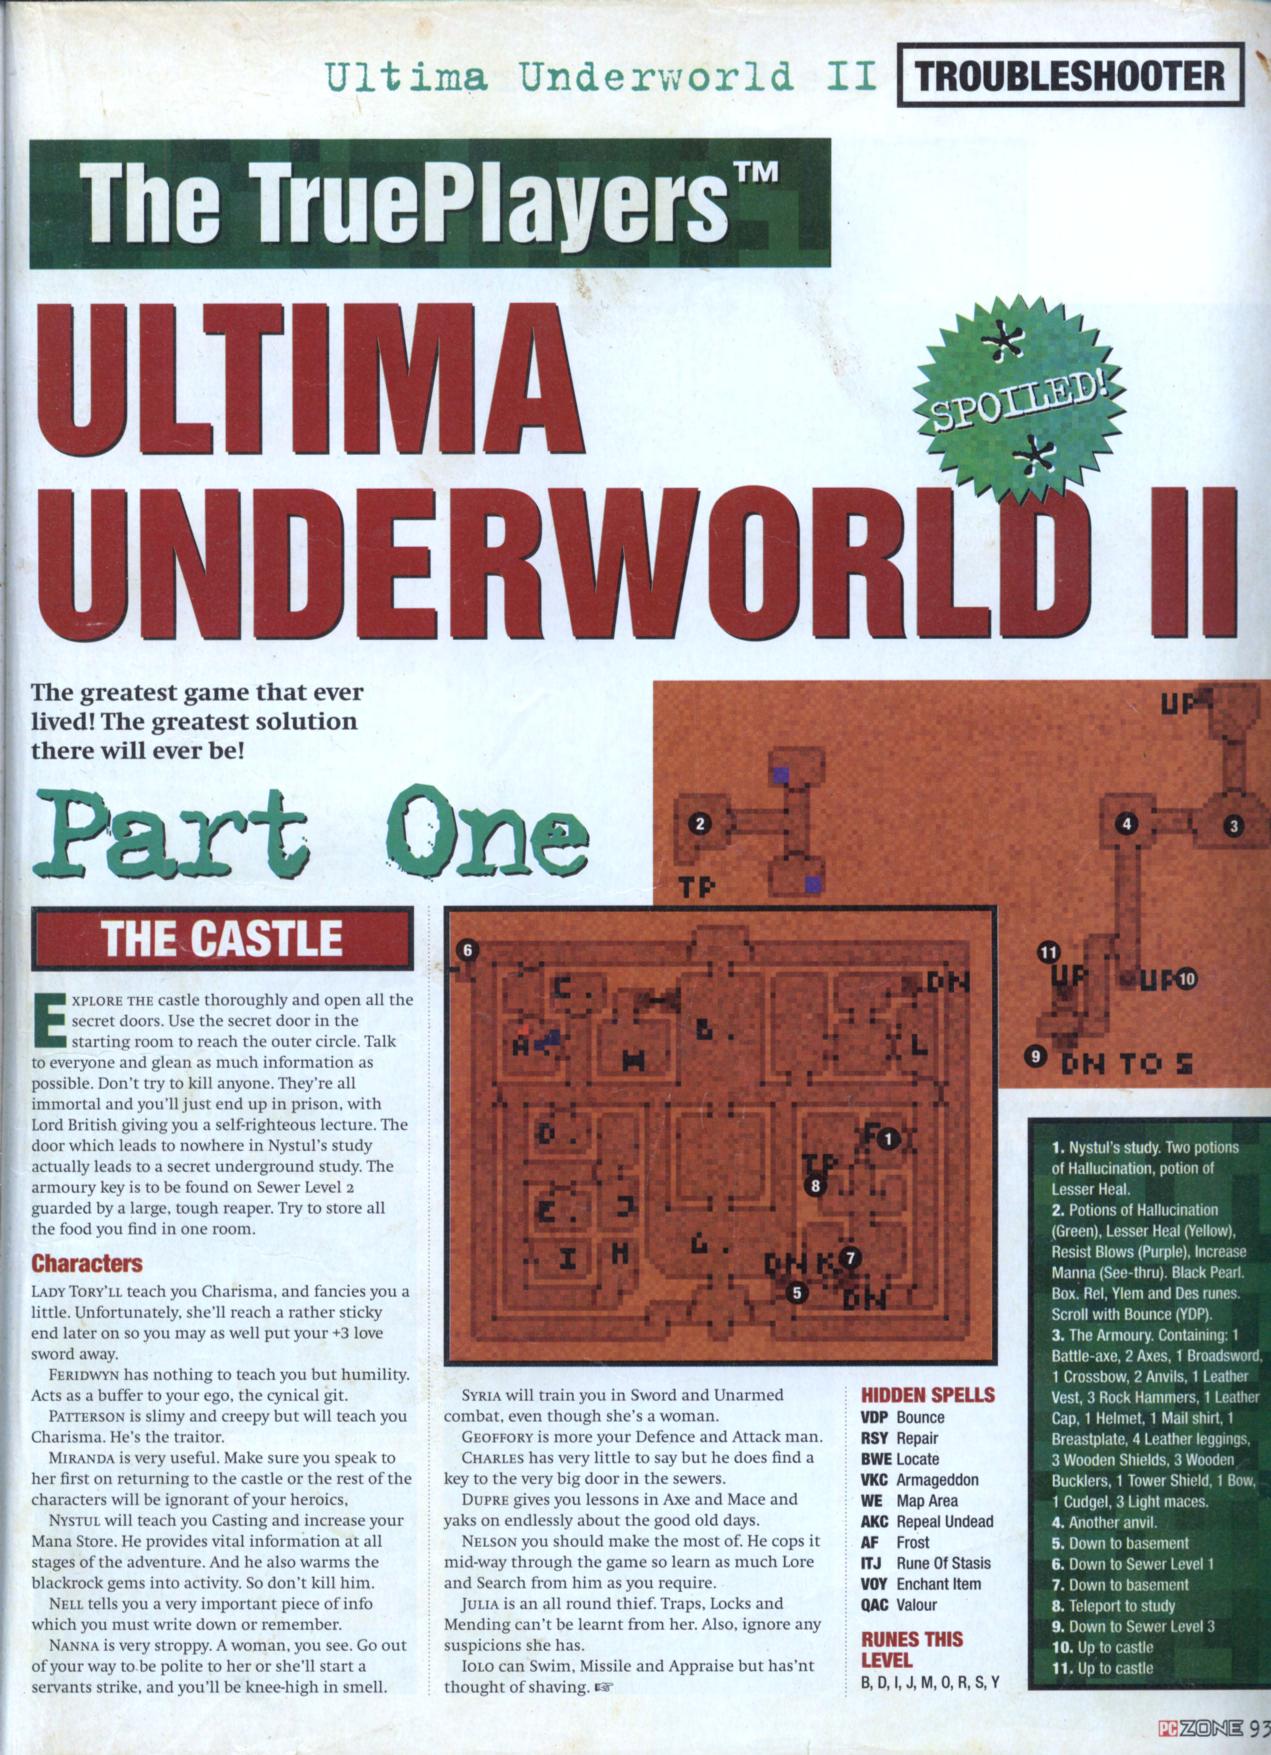 Ultima Underworld II
TROUBLESHOOTER
The TruePlayers™
ULTIMA
UNDERWORLD II
* SPOILED! *
The greatest game that ever
lived! The greatest solution
there will ever be!
Part One
THE CASTLE
EXPLORE THE castle thoroughly and open all the
secret doors. Use the secret door in the
starting room to reach the outer circle. Talk
to everyone and glean as much information as
possible. Don't try to kill anyone. They're all
immortal and you'll just end up in prison, with
Lord British giving you a self-righteous lecture. The
door which leads to nowhere in Nystul's study
actually leads to a secret underground study. The
armoury key is to be found on Sewer Level 2
guarded by a large, tough reaper. Try to store all
the food you find in one room.
Characters
LADY TORY'LL teach you Charisma, and fancies you a
little. Unfortunately, she'll reach a rather sticky
end later on so you may as well put your +3 love
sword away.
FERIDWYN has nothing to teach you but humility.
Acts as a buffer to your ego, the cynical git.
PATTERSON is slimy and creepy but will teach you
Charisma. He's the traitor.
MIRANDA is very useful. Make sure you speak to
her first on returning to the castle or the rest of the
characters will be ignorant of your heroics,
NYSTUL will teach you Casting and increase your
Mana Store. He provides vital information at all
stages of the adventure. And he also warms the
blackrock gems into activity. So don't kill him.
NELL tells you a very important piece of info
which you must write down or remember.
NANNA is very stroppy. A woman, you see. Go out
of your way to be polite to her or she'll start a
servants strike, and you'll be knee-high in smell.
UP
2
TP
4
3
11
UP
UP 10
9 DN TO S
6
C.
DN
A
B.
W
L
D.
F 1
TP
8
E.
J
I
H
G.
DN K 7
5
DN
SYRIA will train you in Sword and Unarmed
combat, even though she's a woman.
GEOFFORY is more your Defence and Attack man.
CHARLES has very little to say but he does find a
key to the very big door in the sewers.
DUPRE gives you lessons in Axe and Mace and
yaks on endlessly about the good old days.
NELSON you should make the most of. He cops it
mid-way through the game so learn as much Lore
and Search from him as you require.
JULIA is an all round thief. Traps, Locks and
Mending can't be learnt from her. Also, ignore any
suspicions she has.
IOLO can Swim, Missile and Appraise but has'nt
thought of shaving. ☞
HIDDEN SPELLS
VDP Bounce
RSY Repair
BWE Locate
VKC Armageddon
WE Map Area
AKC Repeal Undead
AF Frost
ITJ Rune Of Stasis
VOY Enchant Item
QAC Valour
RUNES THIS
LEVEL
B, D, I, J, M, O, R, S, Y
1. Nystul's study. Two potions
of Hallucination, potion of
Lesser Heal.
2. Potions of Hallucination
(Green), Lesser Heal (Yellow),
Resist Blows (Purple), Increase
Manna (See-thru). Black Pearl.
Box. Rel, Ylem and Des runes.
Scroll with Bounce (YDP).
3. The Armoury. Containing: 1
Battle-axe, 2 Axes, 1 Broadsword,
1 Crossbow, 2 Anvils, 1 Leather
Vest, 3 Rock Hammers, 1 Leather
Cap, 1 Helmet, 1 Mail shirt, 1
Breastplate, 4 Leather leggings,
3 Wooden Shields, 3 Wooden
Bucklers, 1 Tower Shield, 1 Bow,
1 Cudgel, 3 Light maces.
4. Another anvil.
5. Down to basement
6. Down to Sewer Level 1
7. Down to basement
8. Teleport to study
9. Down to Sewer Level 3
10. Up to castle
11. Up to castle
PC ZONE 93